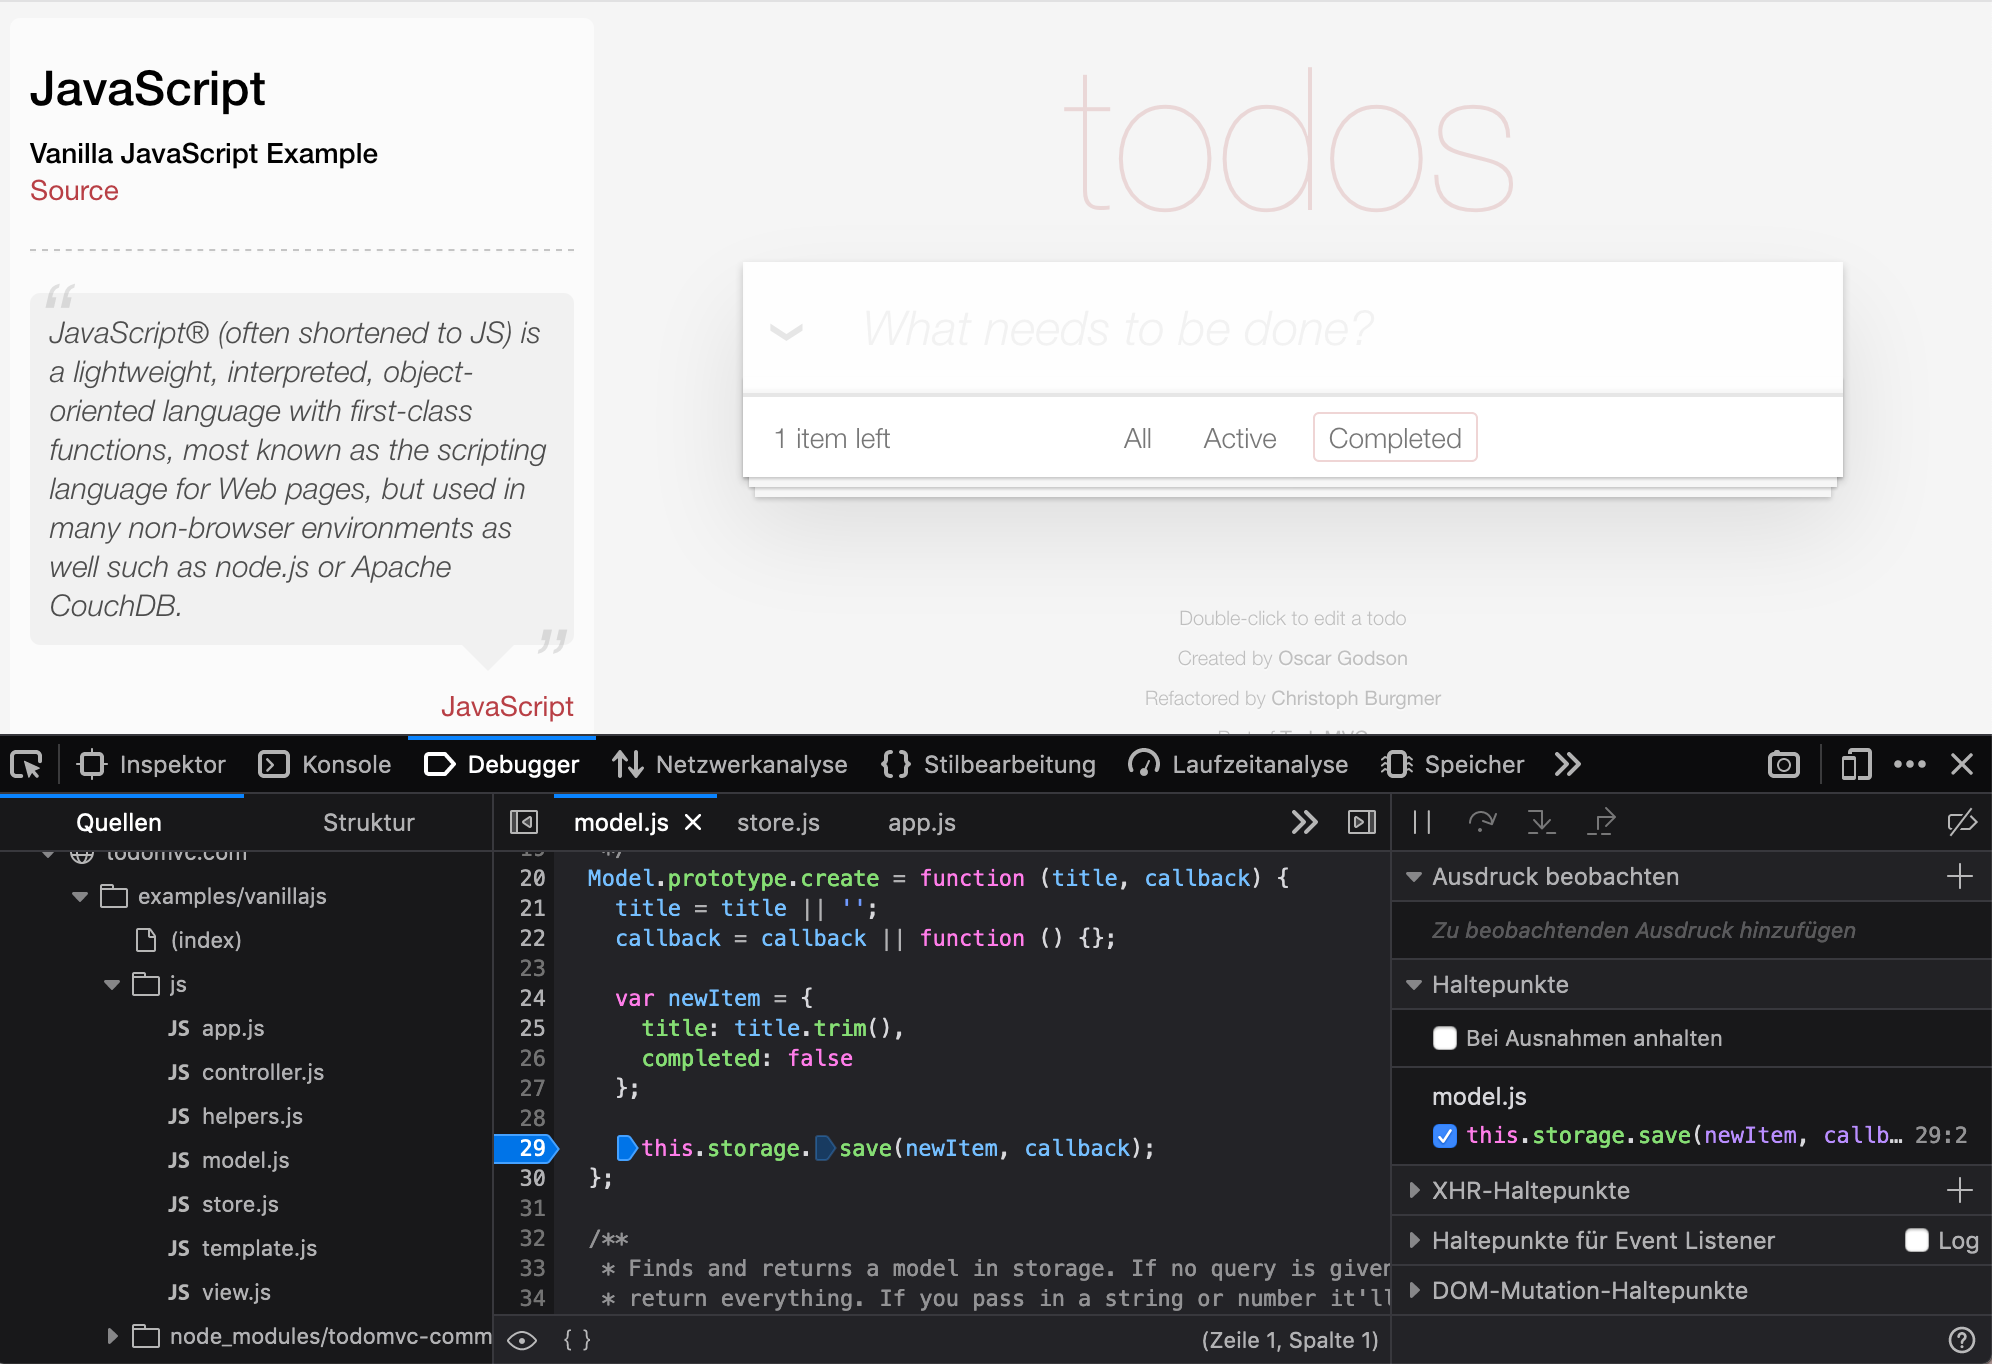 JavaScript
Vanilla JavaScript Example
Source
“
JavaScript® (often shortened to JS) is
a lightweight, interpreted, object-
oriented language with first-class
functions, most known as the scripting
language for Web pages, but used in
many non-browser environments as
well such as node.js or Apache
CouchDB.
”
JavaScript
todos
What needs to be done?
1 item left
All Active Completed
Double-click to edit a todo
Created by Oscar Godson
Refactored by Christoph Burgmer
Part of TodoMVC
Inspektor Konsole Debugger Netzwerkanalyse Stilbearbeitung Laufzeitanalyse Speicher
Quellen Struktur
todomvc.com
examples/vanillajs
(index)
js
JS app.js
JS controller.js
JS helpers.js
JS model.js
JS store.js
JS template.js
JS view.js
node_modules/todomvc-comm
model.js store.js app.js
19 */
20 Model.prototype.create = function (title, callback) {
21 title = title || '';
22 callback = callback || function () {};
23
24 var newItem = {
25 title: title.trim(),
26 completed: false
27 };
28
29 this.storage.save(newItem, callback);
30 };
31
32 /**
33 * Finds and returns a model in storage. If no query is given
34 * return everything. If you pass in a string or number it'll
{ } (Zeile 1, Spalte 1)
Ausdruck beobachten
Zu beobachtenden Ausdruck hinzufügen
Haltepunkte
Bei Ausnahmen anhalten
model.js
this.storage.save(newItem, callb… 29:2
XHR-Haltepunkte
Haltepunkte für Event Listener Log
DOM-Mutation-Haltepunkte